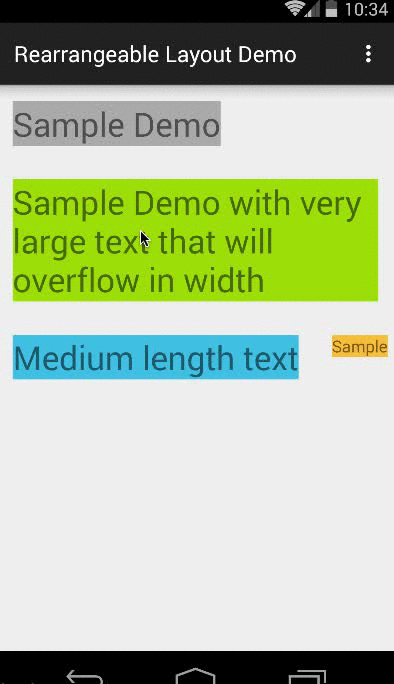 10:34
Rearrangeable Layout Demo
Sample Demo
Sample Demo with very
large text that will
overflow in width
Medium length text
Sample